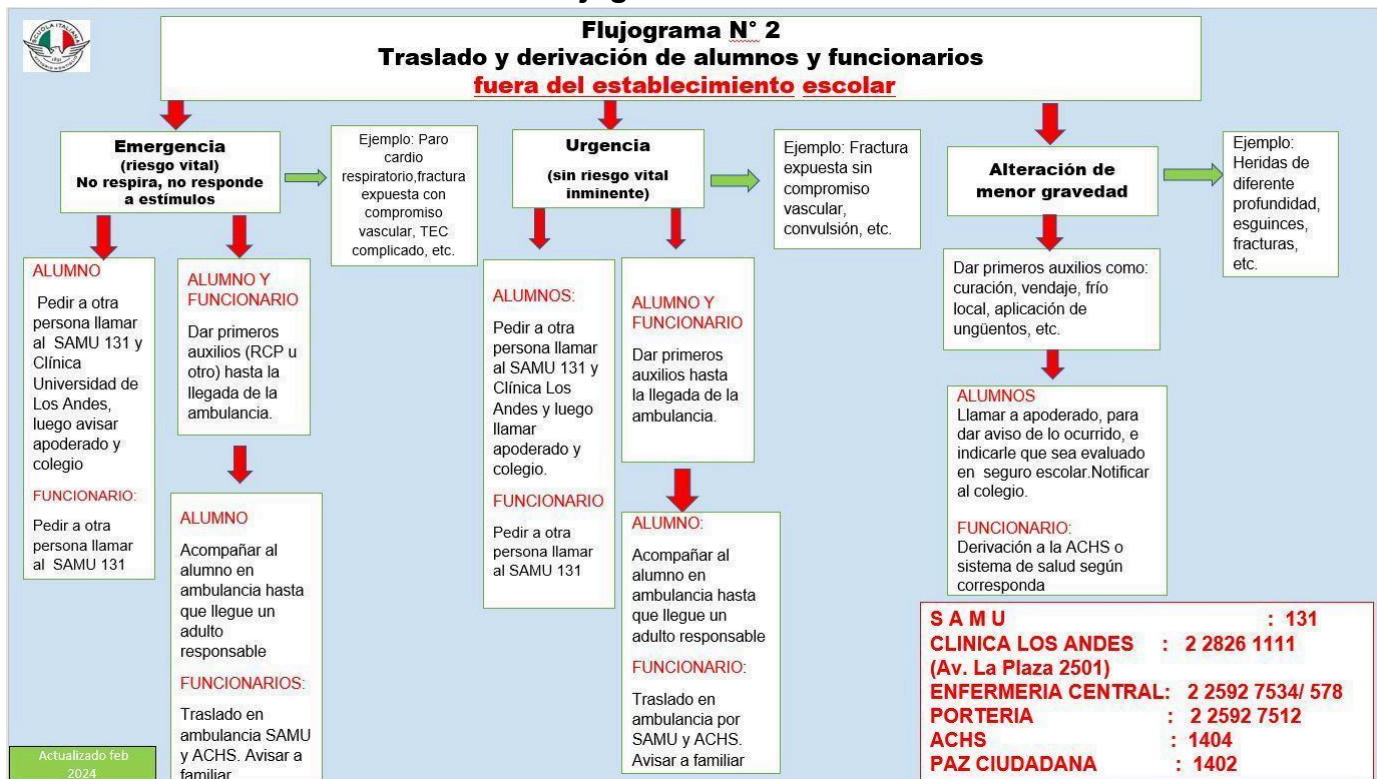 Flujograma N° 2
Traslado y derivación de alumnos y funcionarios
fuera del establecimiento escolar
SCUOLA ITALIANA
1891
VITTORIO MONTIGLIO
Emergencia
(riesgo vital)
No respira, no responde
a estímulos
Ejemplo: Paro
cardio
respiratorio,fractura
expuesta con
compromiso
vascular, TEC
complicado, etc.
ALUMNO
Pedir a otra
persona llamar
al SAMU 131 y
Clínica
Universidad de
Los Andes,
luego avisar
apoderado y
colegio
FUNCIONARIO:
Pedir a otra
persona llamar
al SAMU 131
ALUMNO Y
FUNCIONARIO
Dar primeros
auxilios (RCP u
otro) hasta la
llegada de la
ambulancia.
ALUMNO
Acompañar al
alumno en
ambulancia hasta
que llegue un
adulto
responsable
FUNCIONARIOS:
Traslado en
ambulancia SAMU
y ACHS. Avisar a
familiar
Urgencia
(sin riesgo vital
inminente)
Ejemplo: Fractura
expuesta sin
compromiso
vascular,
convulsión, etc.
ALUMNOS:
Pedir a otra
persona llamar
al SAMU 131 y
Clínica Los
Andes y luego
llamar
apoderado y
colegio.
FUNCIONARIO
Pedir a otra
persona llamar
al SAMU 131
ALUMNO Y
FUNCIONARIO
Dar primeros
auxilios hasta
la llegada de la
ambulancia.
ALUMNO:
Acompañar al
alumno en
ambulancia hasta
que llegue un
adulto responsable
FUNCIONARIO:
Traslado en
ambulancia por
SAMU y ACHS.
Avisar a familiar
Alteración de
menor gravedad
Ejemplo:
Heridas de
diferente
profundidad,
esguinces,
fracturas,
etc.
Dar primeros auxilios como:
curación, vendaje, frío
local, aplicación de
ungüentos, etc.
ALUMNOS
Llamar a apoderado, para
dar aviso de lo ocurrido, e
indicarle que sea evaluado
en seguro escolar.Notificar
al colegio.
FUNCIONARIO:
Derivación a la ACHS o
sistema de salud según
corresponda
S A M U : 131
CLINICA LOS ANDES : 2 2826 1111
(Av. La Plaza 2501)
ENFERMERIA CENTRAL: 2 2592 7534/ 578
PORTERIA : 2 2592 7512
ACHS : 1404
PAZ CIUDADANA : 1402
Actualizado feb
2024